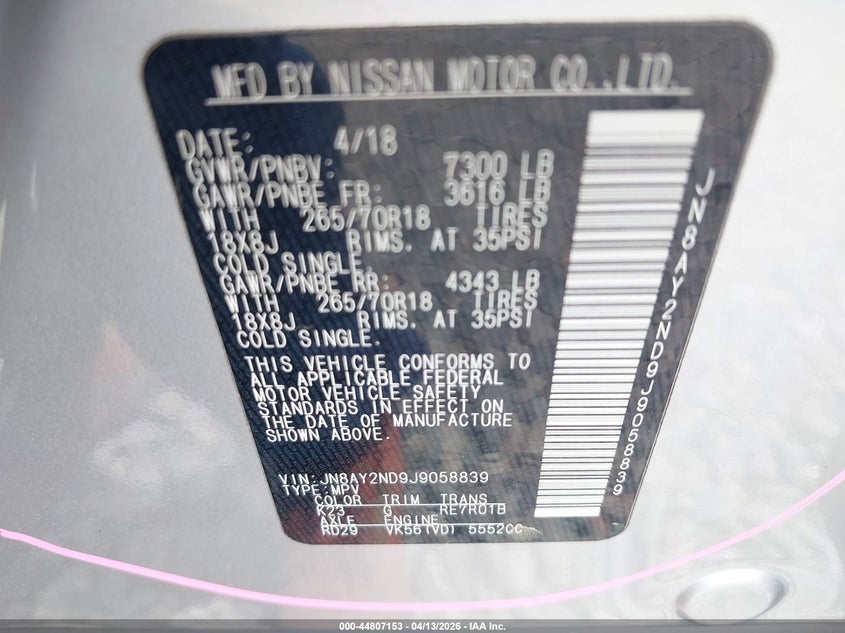 MFD BY NISSAN MOTOR CO.,LTD.
DATE: 4/18
GVWR/PNBV: 7300 LB
GAWR/PNBE FR: 3616 LB
WITH 265/70R18 TIRES
18X8J RIMS. AT 35PSI
COLD SINGLE.
GAWR/PNBE RR: 4343 LB
WITH 265/70R18 TIRES
18X8J RIMS. AT 35PSI
COLD SINGLE.
THIS VEHICLE CONFORMS TO
ALL APPLICABLE FEDERAL
MOTOR VEHICLE SAFETY
STANDARDS IN EFFECT ON
THE DATE OF MANUFACTURE
SHOWN ABOVE.
VIN:JN8AY2ND9J9058839
TYPE:MPV
COLOR TRIM TRANS
K23 G RE7R01B
AXLE ENGINE
RD29 VK56(VD) 5552CC
JN8AY2ND9J9058839
000-44807153 - 04/13/2026 - IAA Inc.